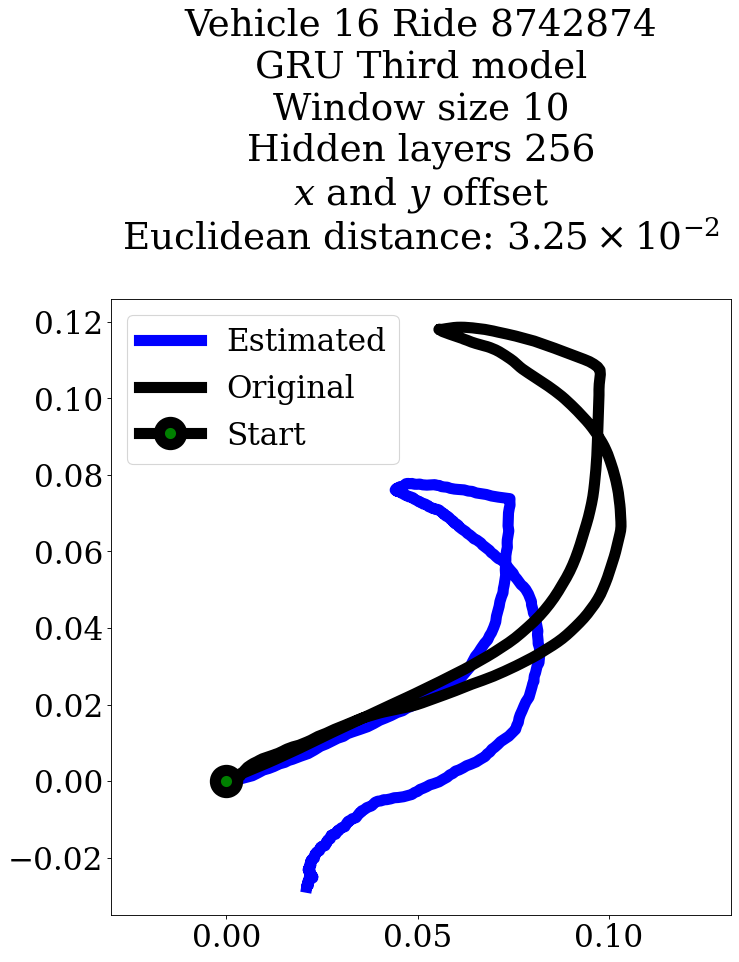 Vehicle 16 Ride 8742874
GRU Third model
Window size 10
Hidden layers 256
x and y offset
Euclidean distance: 3.25 × 10⁻²
Estimated
Original
Start
0.12
0.10
0.08
0.06
0.04
0.02
0.00
−0.02
0.00 0.05 0.10